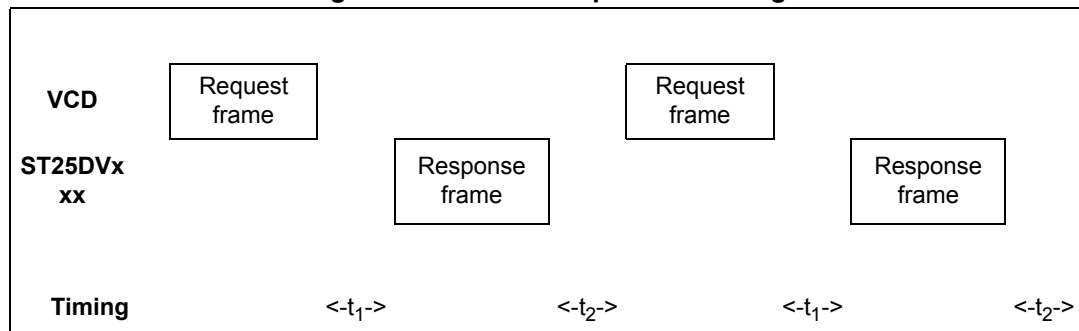 VCD
Request
frame
Request
frame
ST25DVx
xx
Response
frame
Response
frame
Timing
<-t₁->
<-t₂->
<-t₁->
<-t₂->